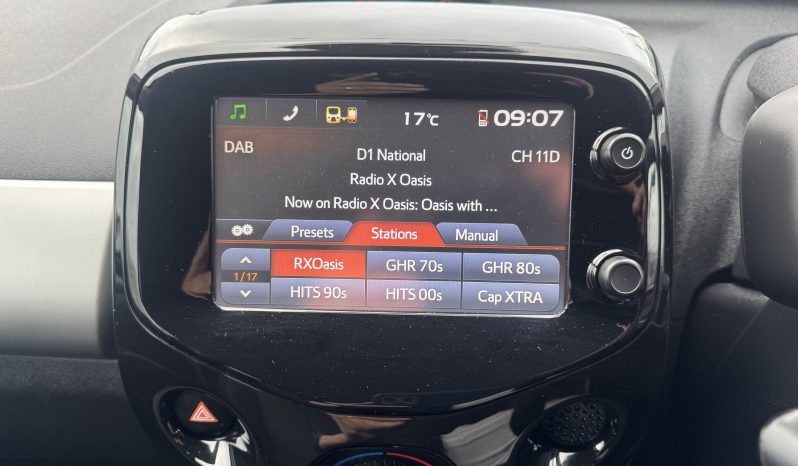 17°C 09:07
DAB D1 National CH 11D
Radio X Oasis
Now on Radio X Oasis: Oasis with ...
Presets Stations Manual
RXOasis GHR 70s GHR 80s
1/17
HITS 90s HITS 00s Cap XTRA